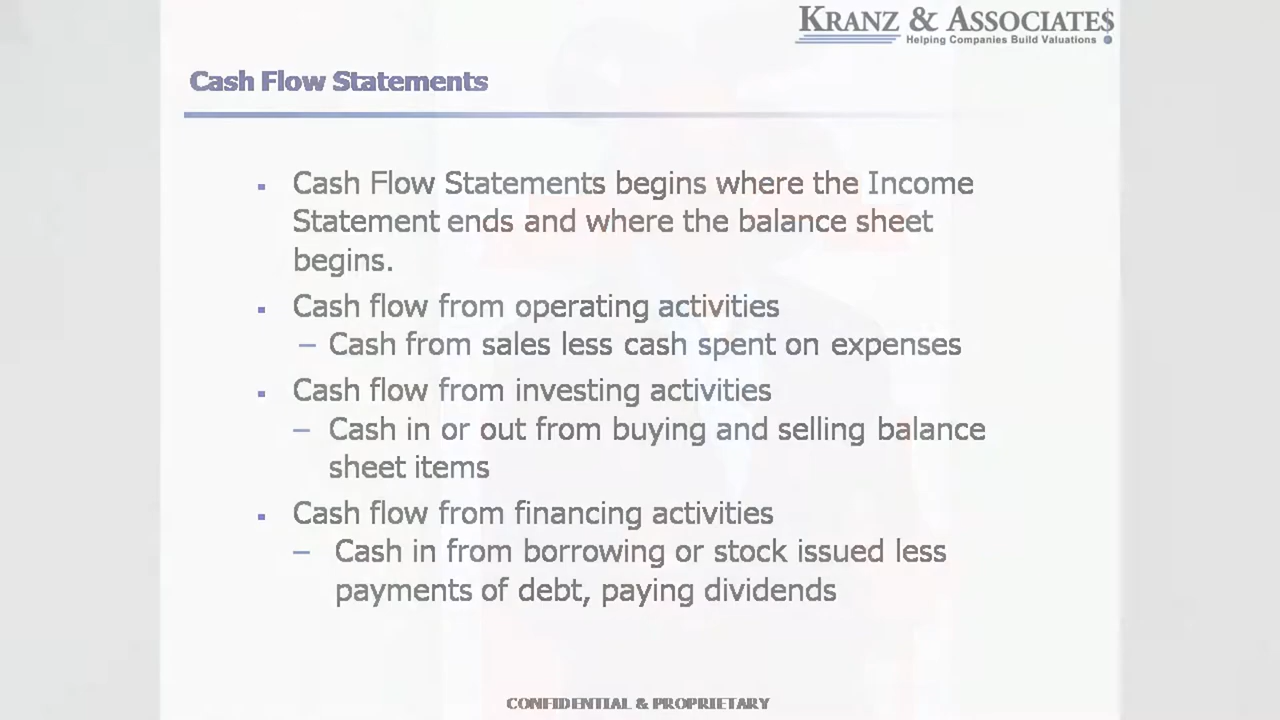 KRANZ & ASSOCIATE$
Helping Companies Build Valuations
Cash Flow Statements
▪ Cash Flow Statements begins where the Income
Statement ends and where the balance sheet
begins.
▪ Cash flow from operating activities
– Cash from sales less cash spent on expenses
▪ Cash flow from investing activities
– Cash in or out from buying and selling balance
sheet items
▪ Cash flow from financing activities
– Cash in from borrowing or stock issued less
payments of debt, paying dividends
CONFIDENTIAL & PROPRIETARY